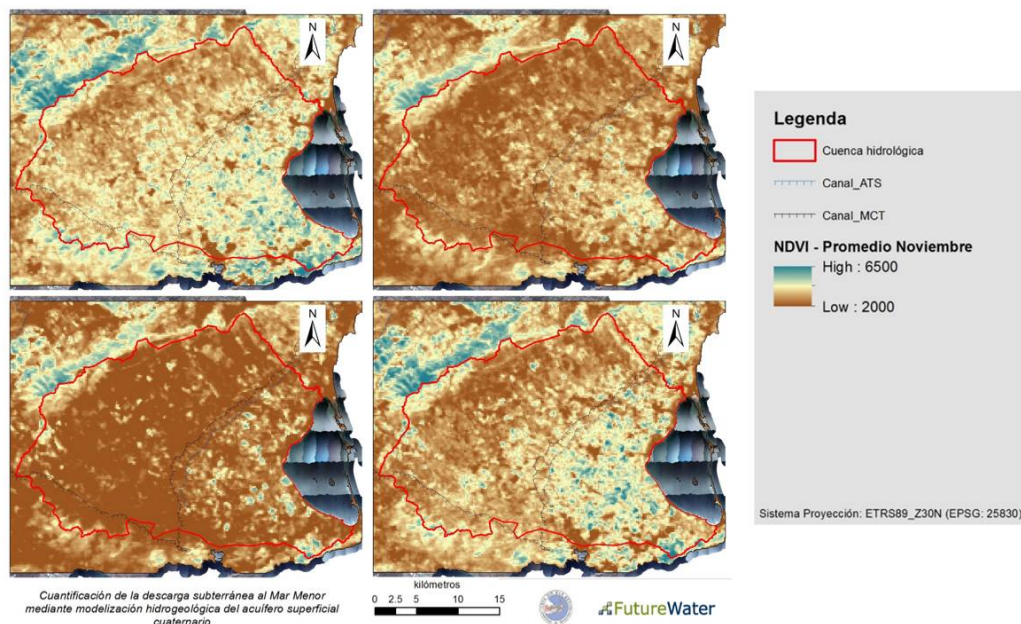 N
N
N
N
Legenda
Cuenca hidrológica
Canal_ATS
Canal_MCT
NDVI - Promedio Noviembre
High : 6500
Low : 2000
Sistema Proyección: ETRS89_Z30N (EPSG: 25830)
Cuantificación de la descarga subterránea al Mar Menor
mediante modelización hidrogeológica del acuífero superficial
cuaternario
kilómetros
0 2.5 5 10 15
FutureWater